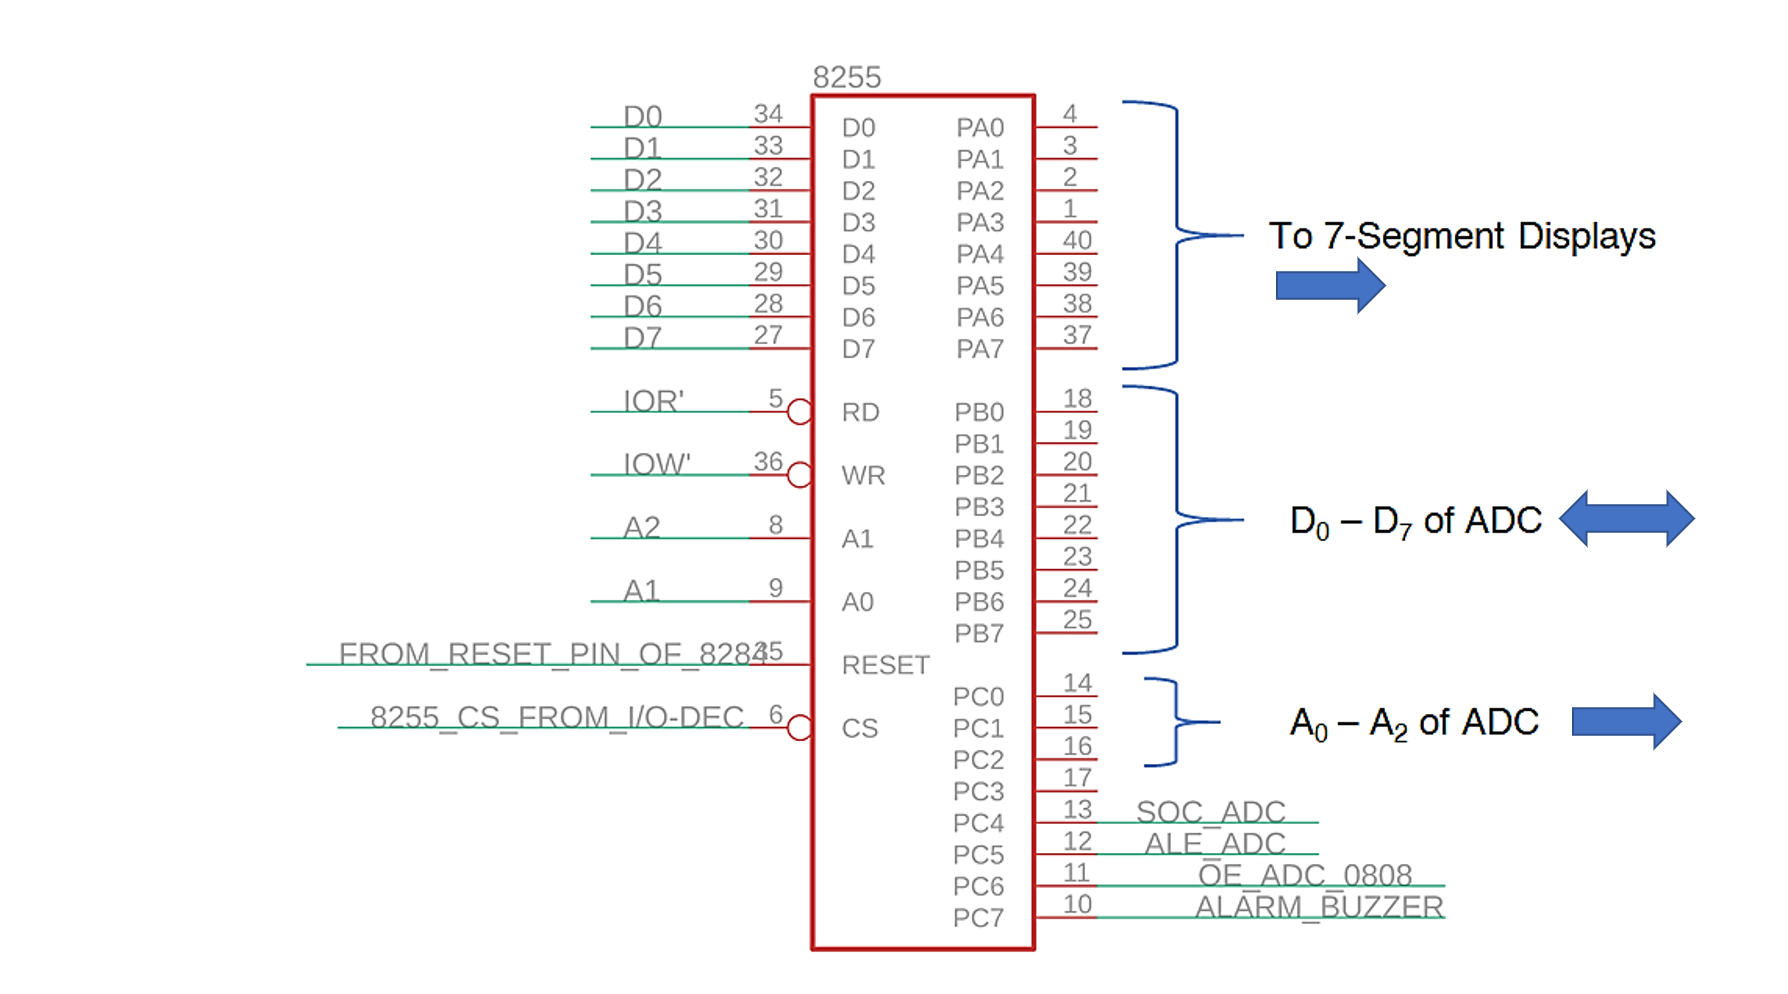 8255
D0 34 D0 PA0 4
D1 33 D1 PA1 3
D2 32 D2 PA2 2
D3 31 D3 PA3 1
D4 30 D4 PA4 40
D5 29 D5 PA5 39
D6 28 D6 PA6 38
D7 27 D7 PA7 37
To 7-Segment Displays
IOR' 5 RD PB0 18
PB1 19
IOW' 36 WR PB2 20
PB3 21
A2 8 A1 PB4 22
PB5 23
A1 9 A0 PB6 24
PB7 25
D0 – D7 of ADC
FROM_RESET_PIN_OF_8284 35 RESET
PC0 14
8255_CS_FROM_I/O-DEC 6 CS PC1 15
PC2 16
A0 – A2 of ADC
PC3 17
PC4 13 SOC_ADC
PC5 12 ALE_ADC
PC6 11 OE_ADC_0808
PC7 10 ALARM_BUZZER